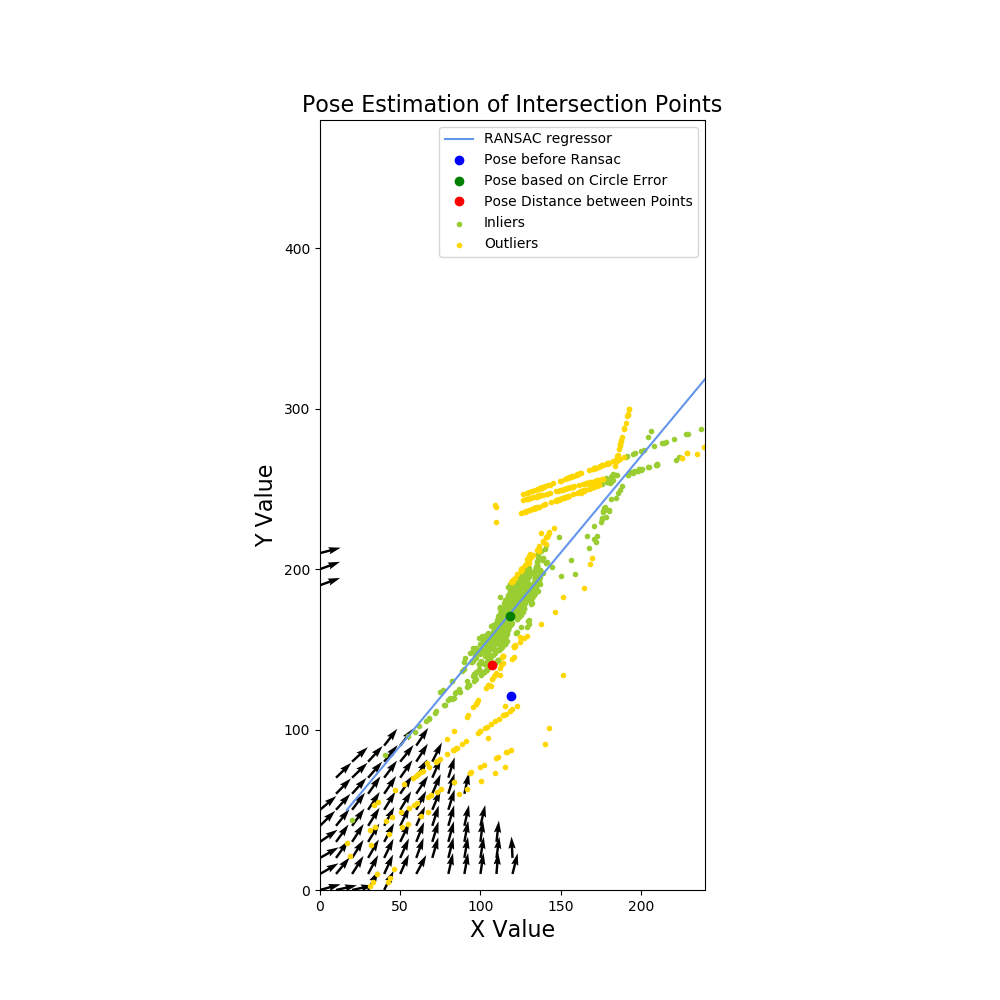 Pose Estimation of Intersection Points
RANSAC regressor
Pose before Ransac
Pose based on Circle Error
Pose Distance between Points
Inliers
Outliers
Y Value
400
300
200
100
0
0 50 100 150 200
X Value